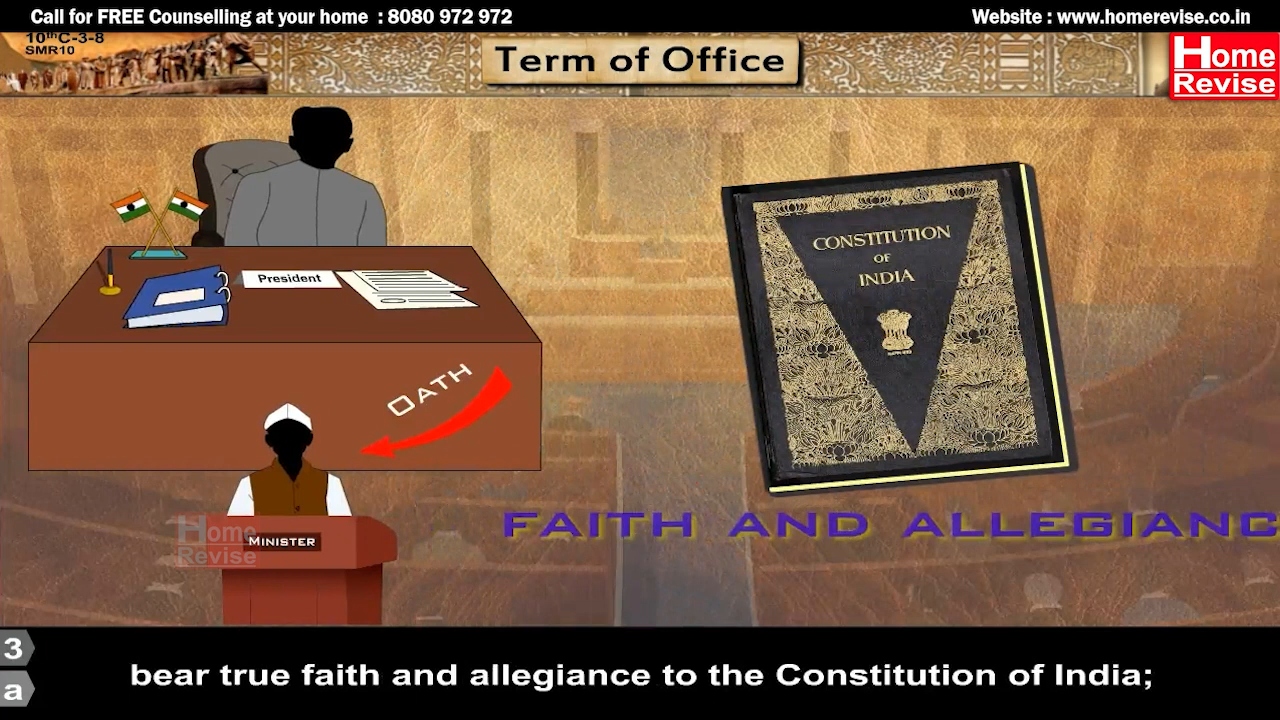 Call for FREE Counselling at your home : 8080 972 972
Website : www.homerevise.co.in
10thC-3-8
SMR10
Term of Office
Home
Revise
CONSTITUTION
OF
INDIA
President
OATH
FAITH AND ALLEGIANC
Home
Revise
MINISTER
3
a
bear true faith and allegiance to the Constitution of India;